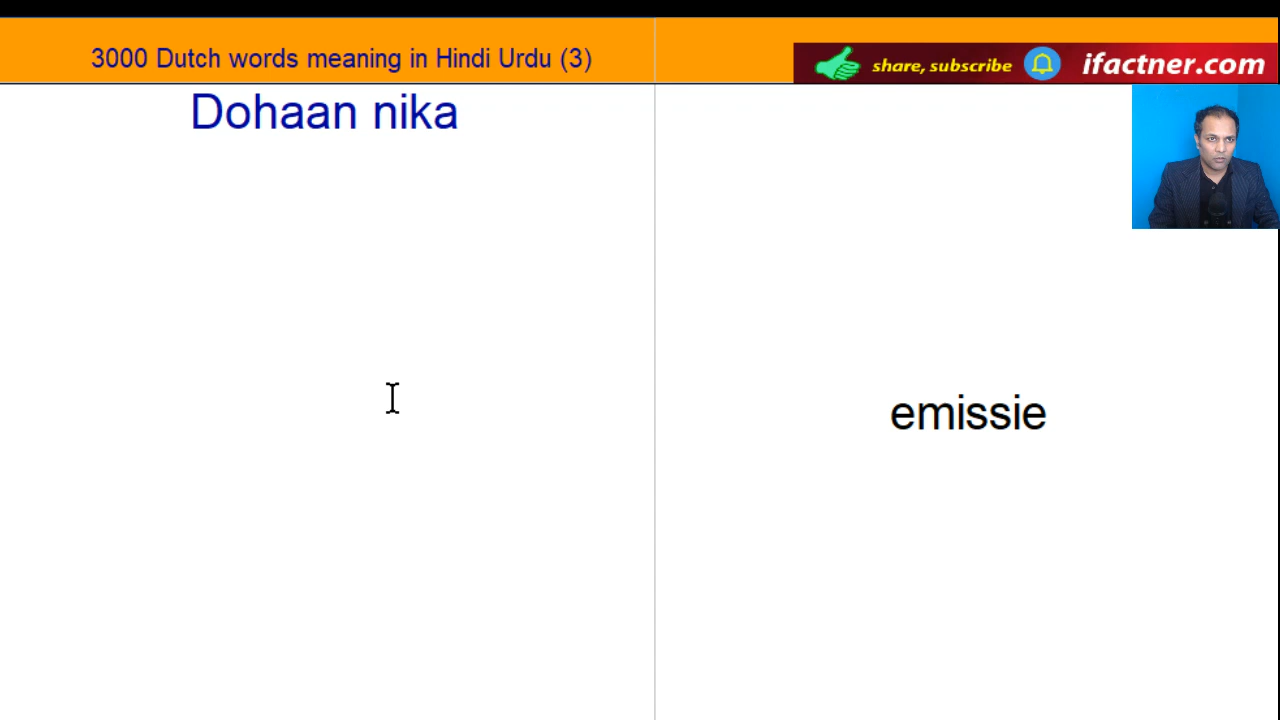 3000 Dutch words meaning in Hindi Urdu (3)
share, subscribe
ifactner.com
Dohaan nika
emissie